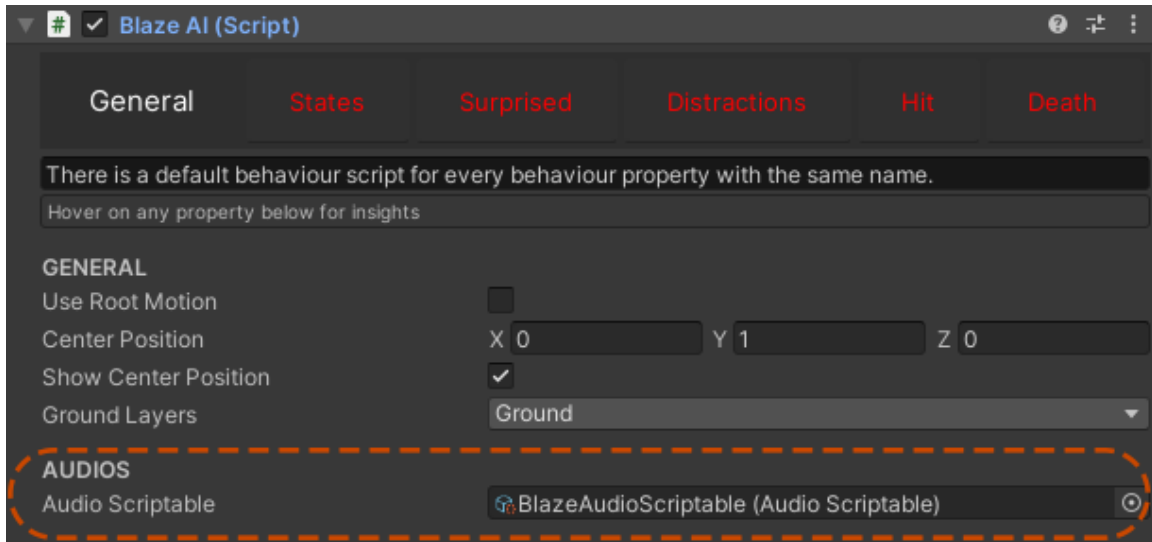 # Blaze AI (Script)
General States Surprised Distractions Hit Death
There is a default behaviour script for every behaviour property with the same name.
Hover on any property below for insights
GENERAL
Use Root Motion
Center Position X 0 Y 1 Z 0
Show Center Position
Ground Layers Ground
AUDIOS
Audio Scriptable BlazeAudioScriptable (Audio Scriptable)